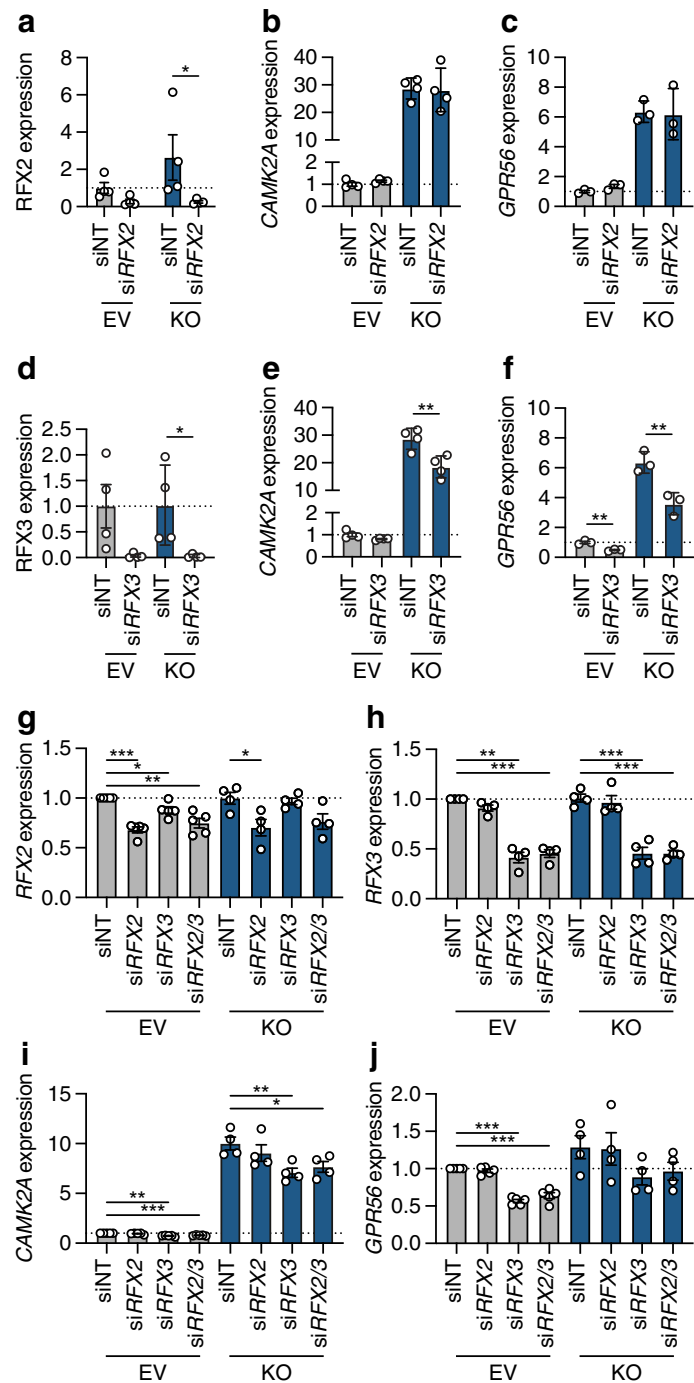 a
RFX2 expression
8
6
4
2
0
*
siNT
siRFX2
siNT
siRFX2
EV
KO
b
CAMK2A expression
40
30
20
10
2
1
0
siNT
siRFX2
siNT
siRFX2
EV
KO
c
GPR56 expression
10
8
6
4
2
0
siNT
siRFX2
siNT
siRFX2
EV
KO
d
RFX3 expression
2.5
2.0
1.5
1.0
0.5
0.0
*
siNT
siRFX3
siNT
siRFX3
EV
KO
e
CAMK2A expression
40
30
20
10
2
1
0
**
siNT
siRFX3
siNT
siRFX3
EV
KO
f
GPR56 expression
10
8
6
4
2
0
**
**
siNT
siRFX3
siNT
siRFX3
EV
KO
g
RFX2 expression
1.5
1.0
0.5
0.0
***
*
**
*
siNT
siRFX2
siRFX3
siRFX2/3
siNT
siRFX2
siRFX3
siRFX2/3
EV
KO
h
RFX3 expression
1.5
1.0
0.5
0.0
**
***
***
***
siNT
siRFX2
siRFX3
siRFX2/3
siNT
siRFX2
siRFX3
siRFX2/3
EV
KO
i
CAMK2A expression
15
10
5
0
**
***
**
*
siNT
siRFX2
siRFX3
siRFX2/3
siNT
siRFX2
siRFX3
siRFX2/3
EV
KO
j
GPR56 expression
2.0
1.5
1.0
0.5
0.0
***
***
siNT
siRFX2
siRFX3
siRFX2/3
siNT
siRFX2
siRFX3
siRFX2/3
EV
KO